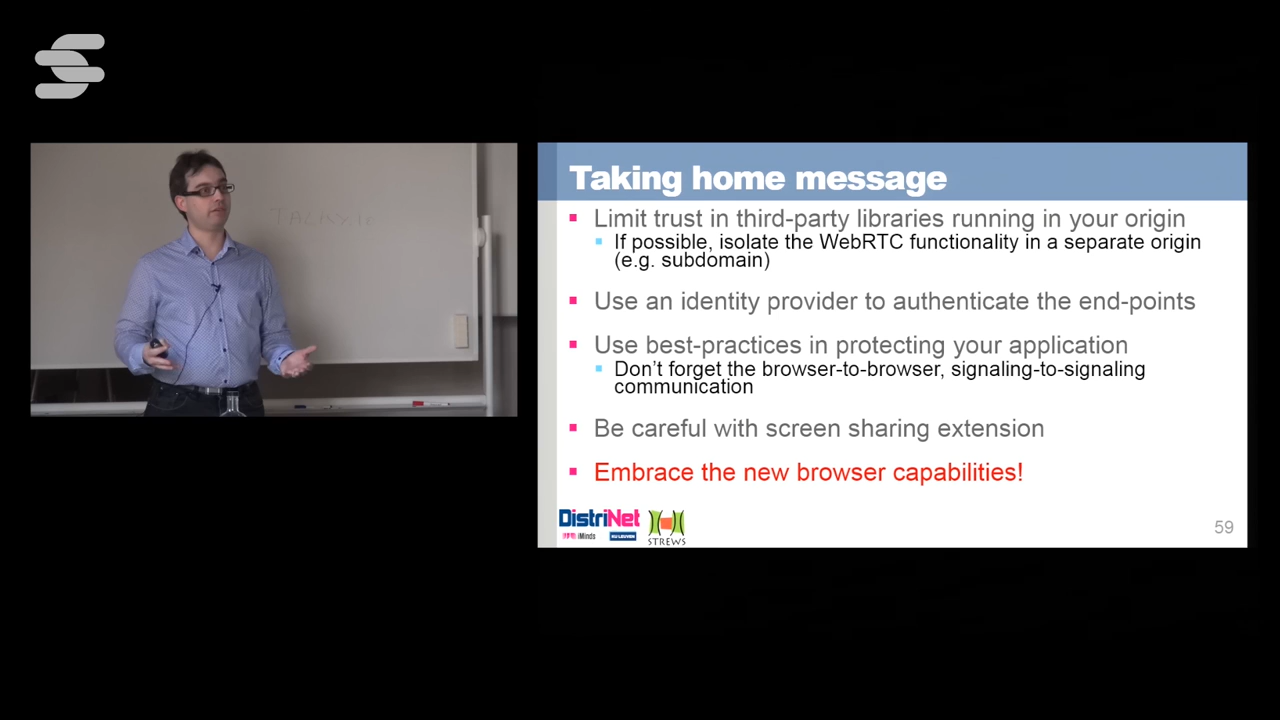 Taking home message
Limit trust in third-party libraries running in your origin
If possible, isolate the WebRTC functionality in a separate origin
(e.g. subdomain)
Use an identity provider to authenticate the end-points
Use best-practices in protecting your application
Don't forget the browser-to-browser, signaling-to-signaling
communication
Be careful with screen sharing extension
Embrace the new browser capabilities!
DistriNet
iMinds
KU LEUVEN
STREWS
59